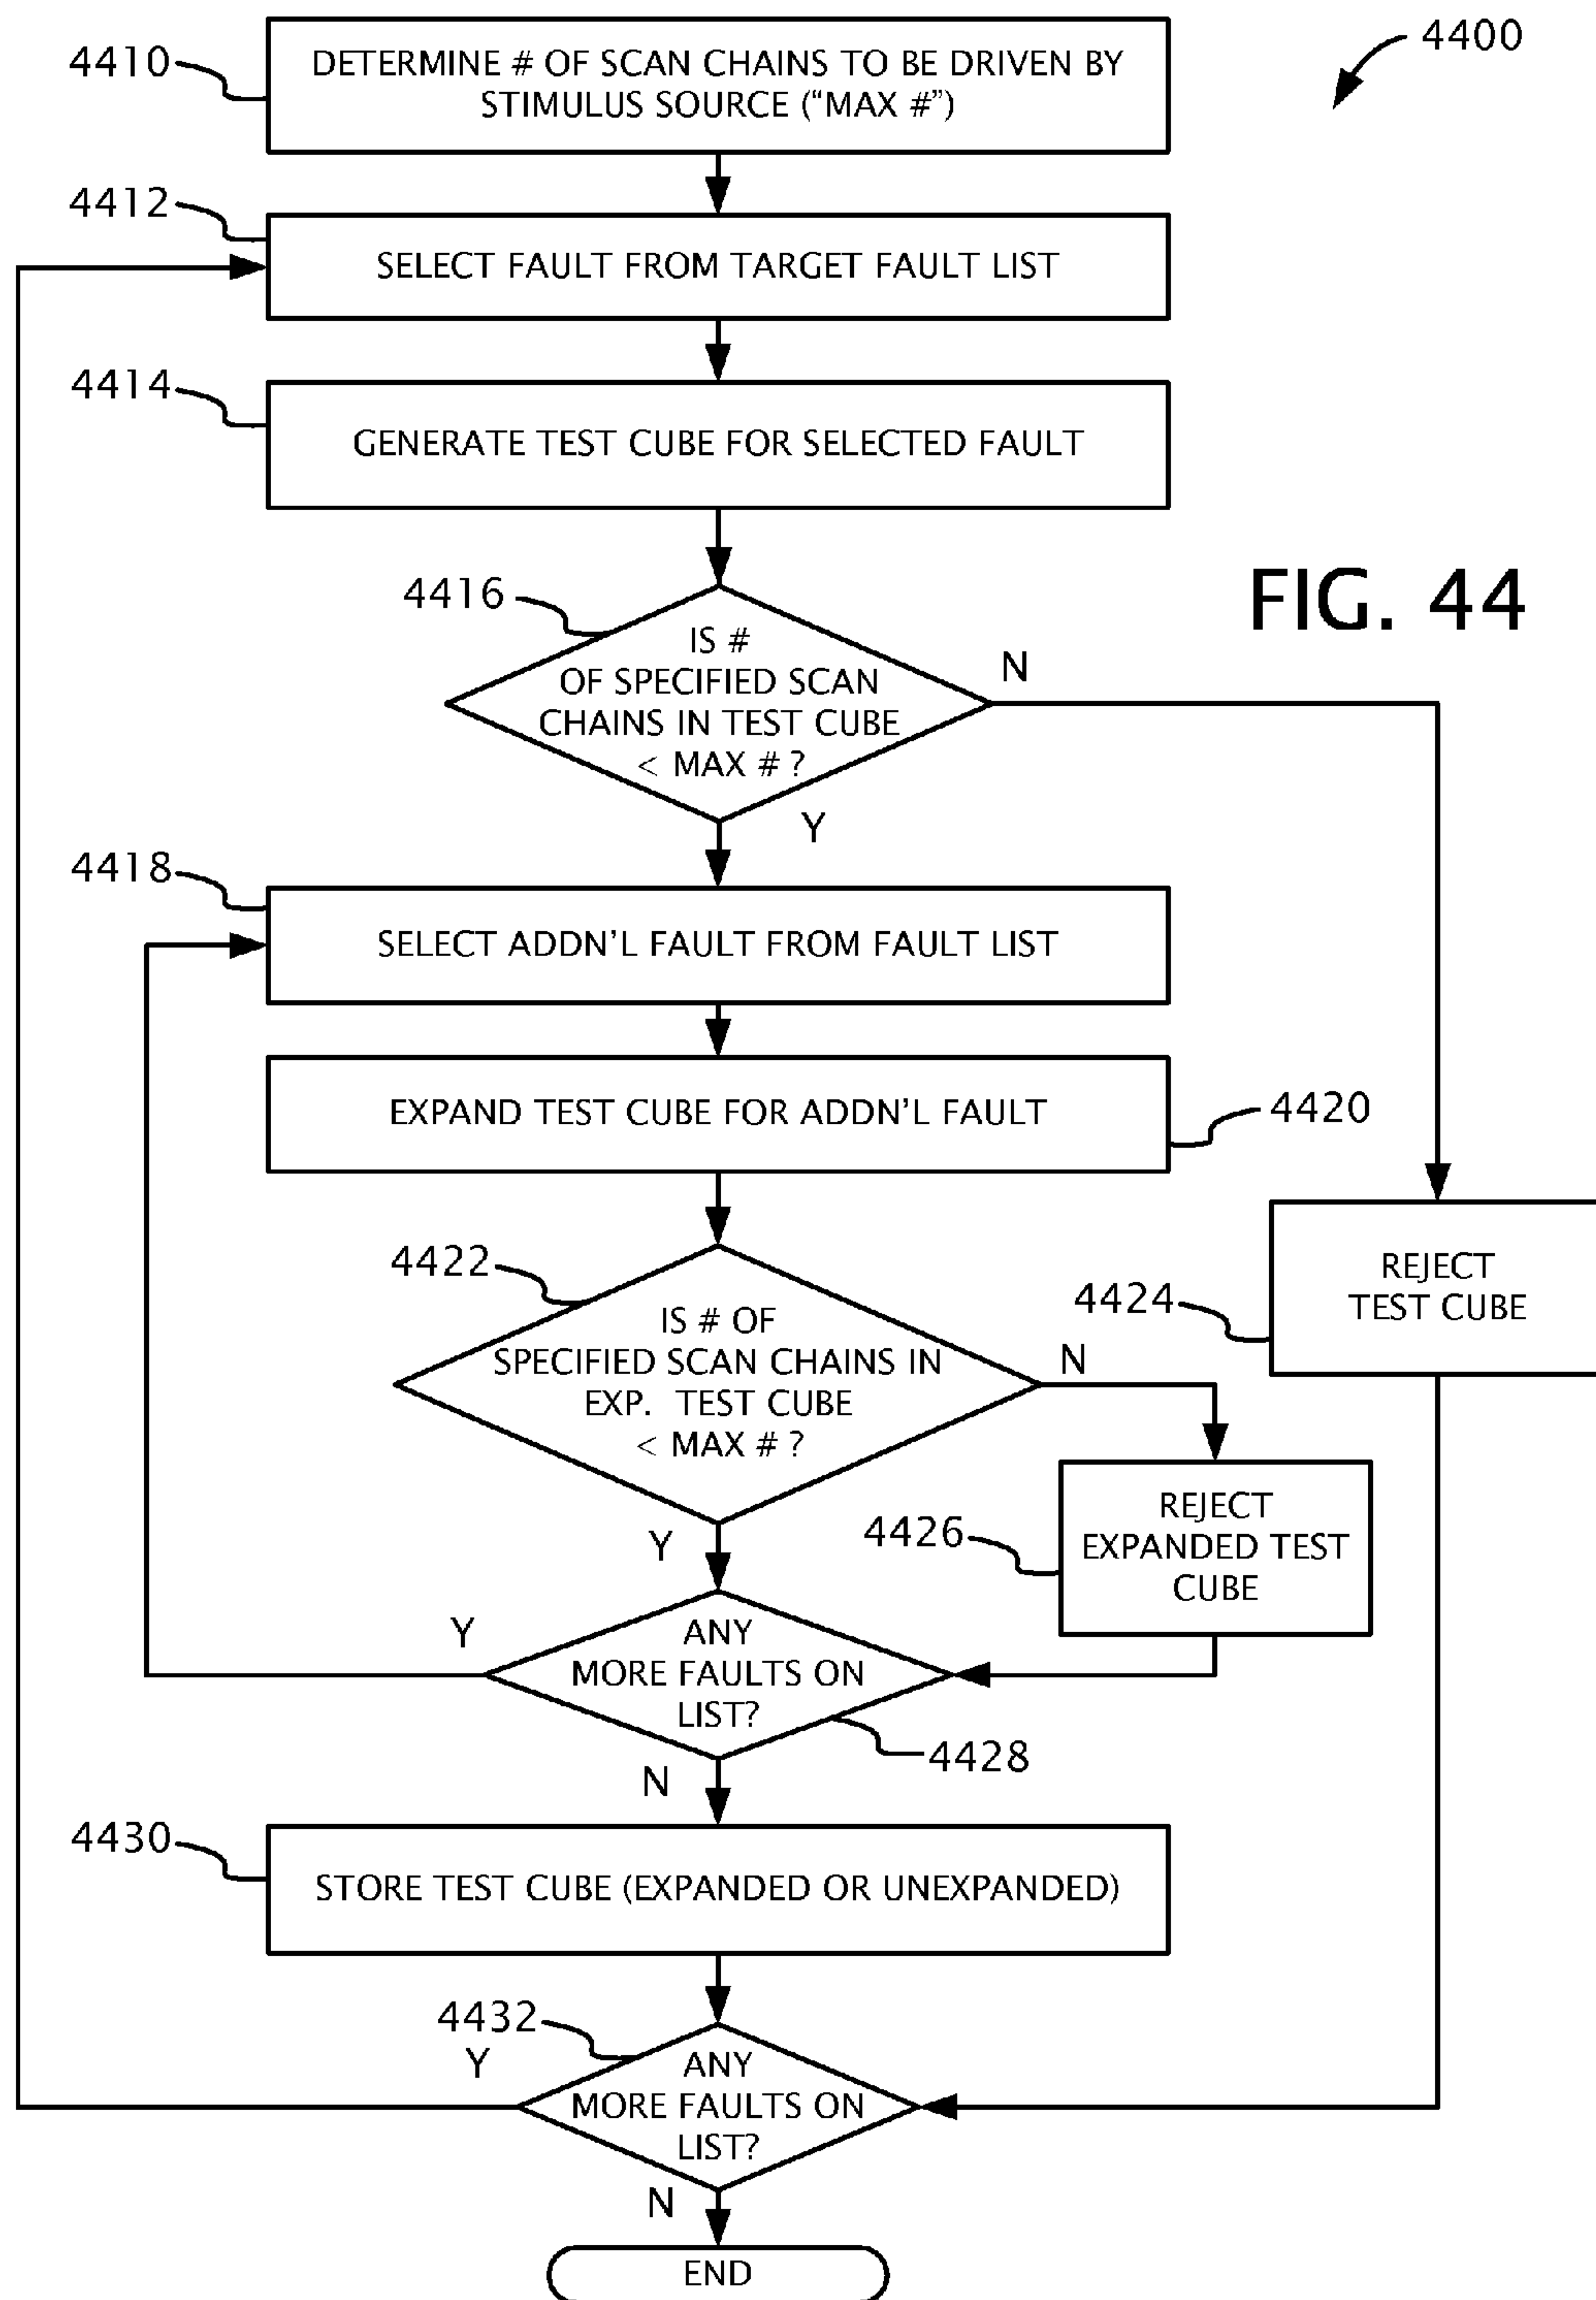 4400
4410
DETERMINE # OF SCAN CHAINS TO BE DRIVEN BY
STIMULUS SOURCE (“MAX #”)
4412
SELECT FAULT FROM TARGET FAULT LIST
4414
GENERATE TEST CUBE FOR SELECTED FAULT
FIG. 44
4416
IS #
OF SPECIFIED SCAN
CHAINS IN TEST CUBE
< MAX # ?
N
Y
4418
SELECT ADDN’L FAULT FROM FAULT LIST
EXPAND TEST CUBE FOR ADDN’L FAULT
4420
4422
IS # OF
SPECIFIED SCAN CHAINS IN
EXP. TEST CUBE
< MAX # ?
N
Y
4424
REJECT
TEST CUBE
4426
REJECT
EXPANDED TEST
CUBE
Y
ANY
MORE FAULTS ON
LIST?
4428
N
4430
STORE TEST CUBE (EXPANDED OR UNEXPANDED)
4432
Y
ANY
MORE FAULTS ON
LIST?
N
END